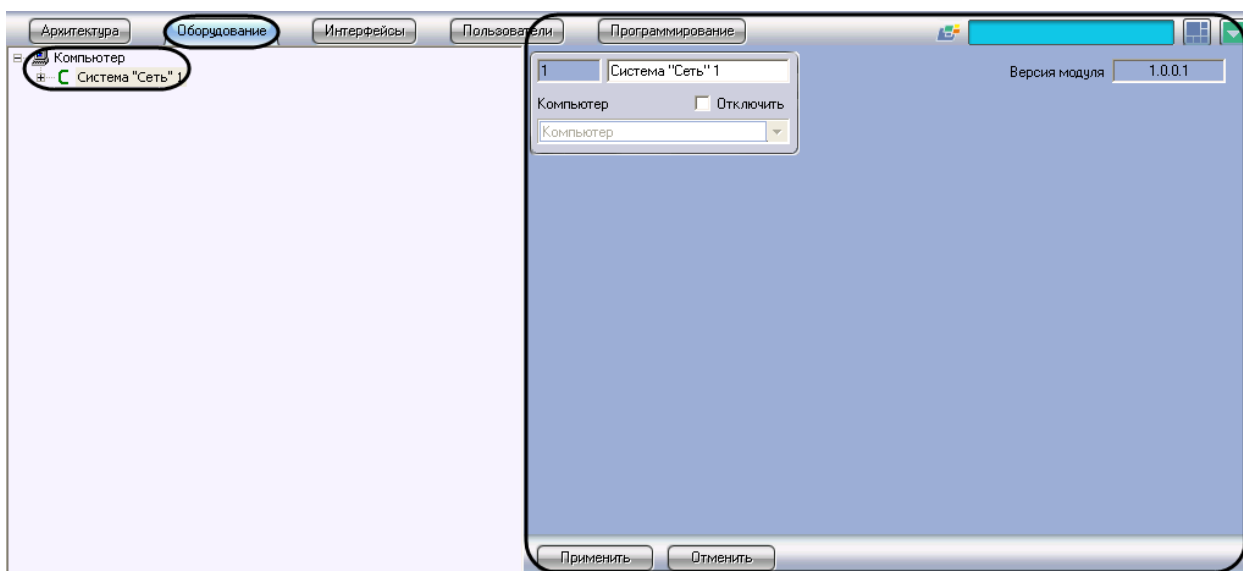 Архитектура Оборудование Интерфейсы Пользователи Программирование
Компьютер
Система "Сеть" 1
1 Система "Сеть" 1
Версия модуля 1.0.0.1
Компьютер Отключить
Компьютер
Применить Отменить